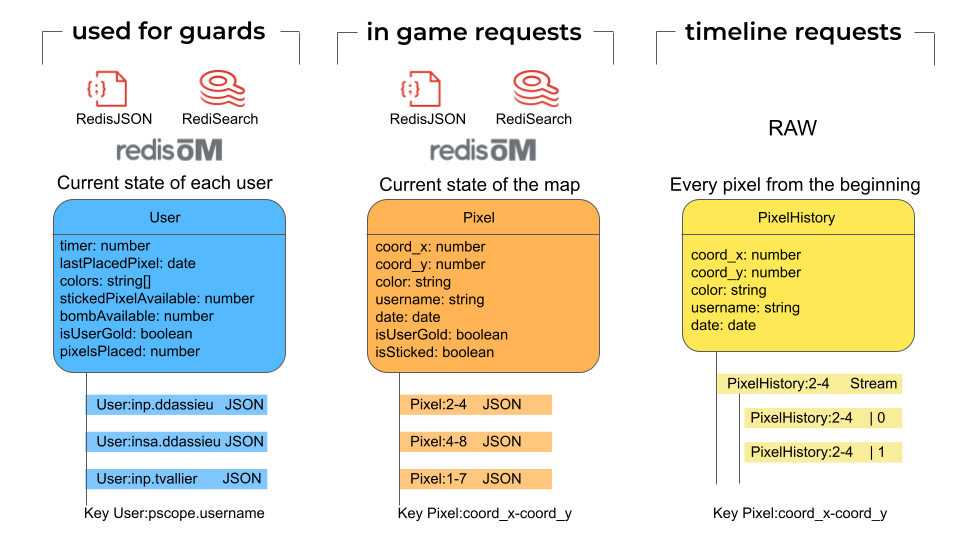 used for guards
RedisJSON
RediSearch
redisōM
Current state of each user
User
timer: number
lastPlacedPixel: date
colors: string[]
stickedPixelAvailable: number
bombAvailable: number
isUserGold: boolean
pixelsPlaced: number
User:inp.ddassieu JSON
User:insa.ddassieu JSON
User:inp.tvallier JSON
Key User:pscope.username
in game requests
RedisJSON
RediSearch
redisōM
Current state of the map
Pixel
coord_x: number
coord_y: number
color: string
username: string
date: date
isUserGold: boolean
isSticked: boolean
Pixel:2-4 JSON
Pixel:4-8 JSON
Pixel:1-7 JSON
Key Pixel:coord_x-coord_y
timeline requests
RAW
Every pixel from the beginning
PixelHistory
coord_x: number
coord_y: number
color: string
username: string
date: date
PixelHistory:2-4 Stream
PixelHistory:2-4 | 0
PixelHistory:2-4 | 1
Key Pixel:coord_x-coord_y